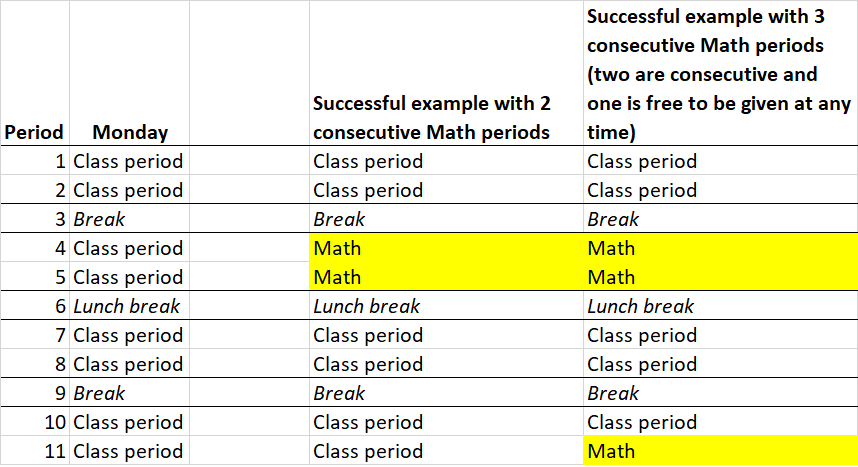 Successful example with 3
consecutive Math periods
(two are consecutive and
Successful example with 2 one is free to be given at any
Period Monday consecutive Math periods time)
1 Class period Class period Class period
2 Class period Class period Class period
3 Break Break Break
4 Class period Math Math
5 Class period Math Math
6 Lunch break Lunch break Lunch break
7 Class period Class period Class period
8 Class period Class period Class period
9 Break Break Break
10 Class period Class period Class period
11 Class period Class period Math